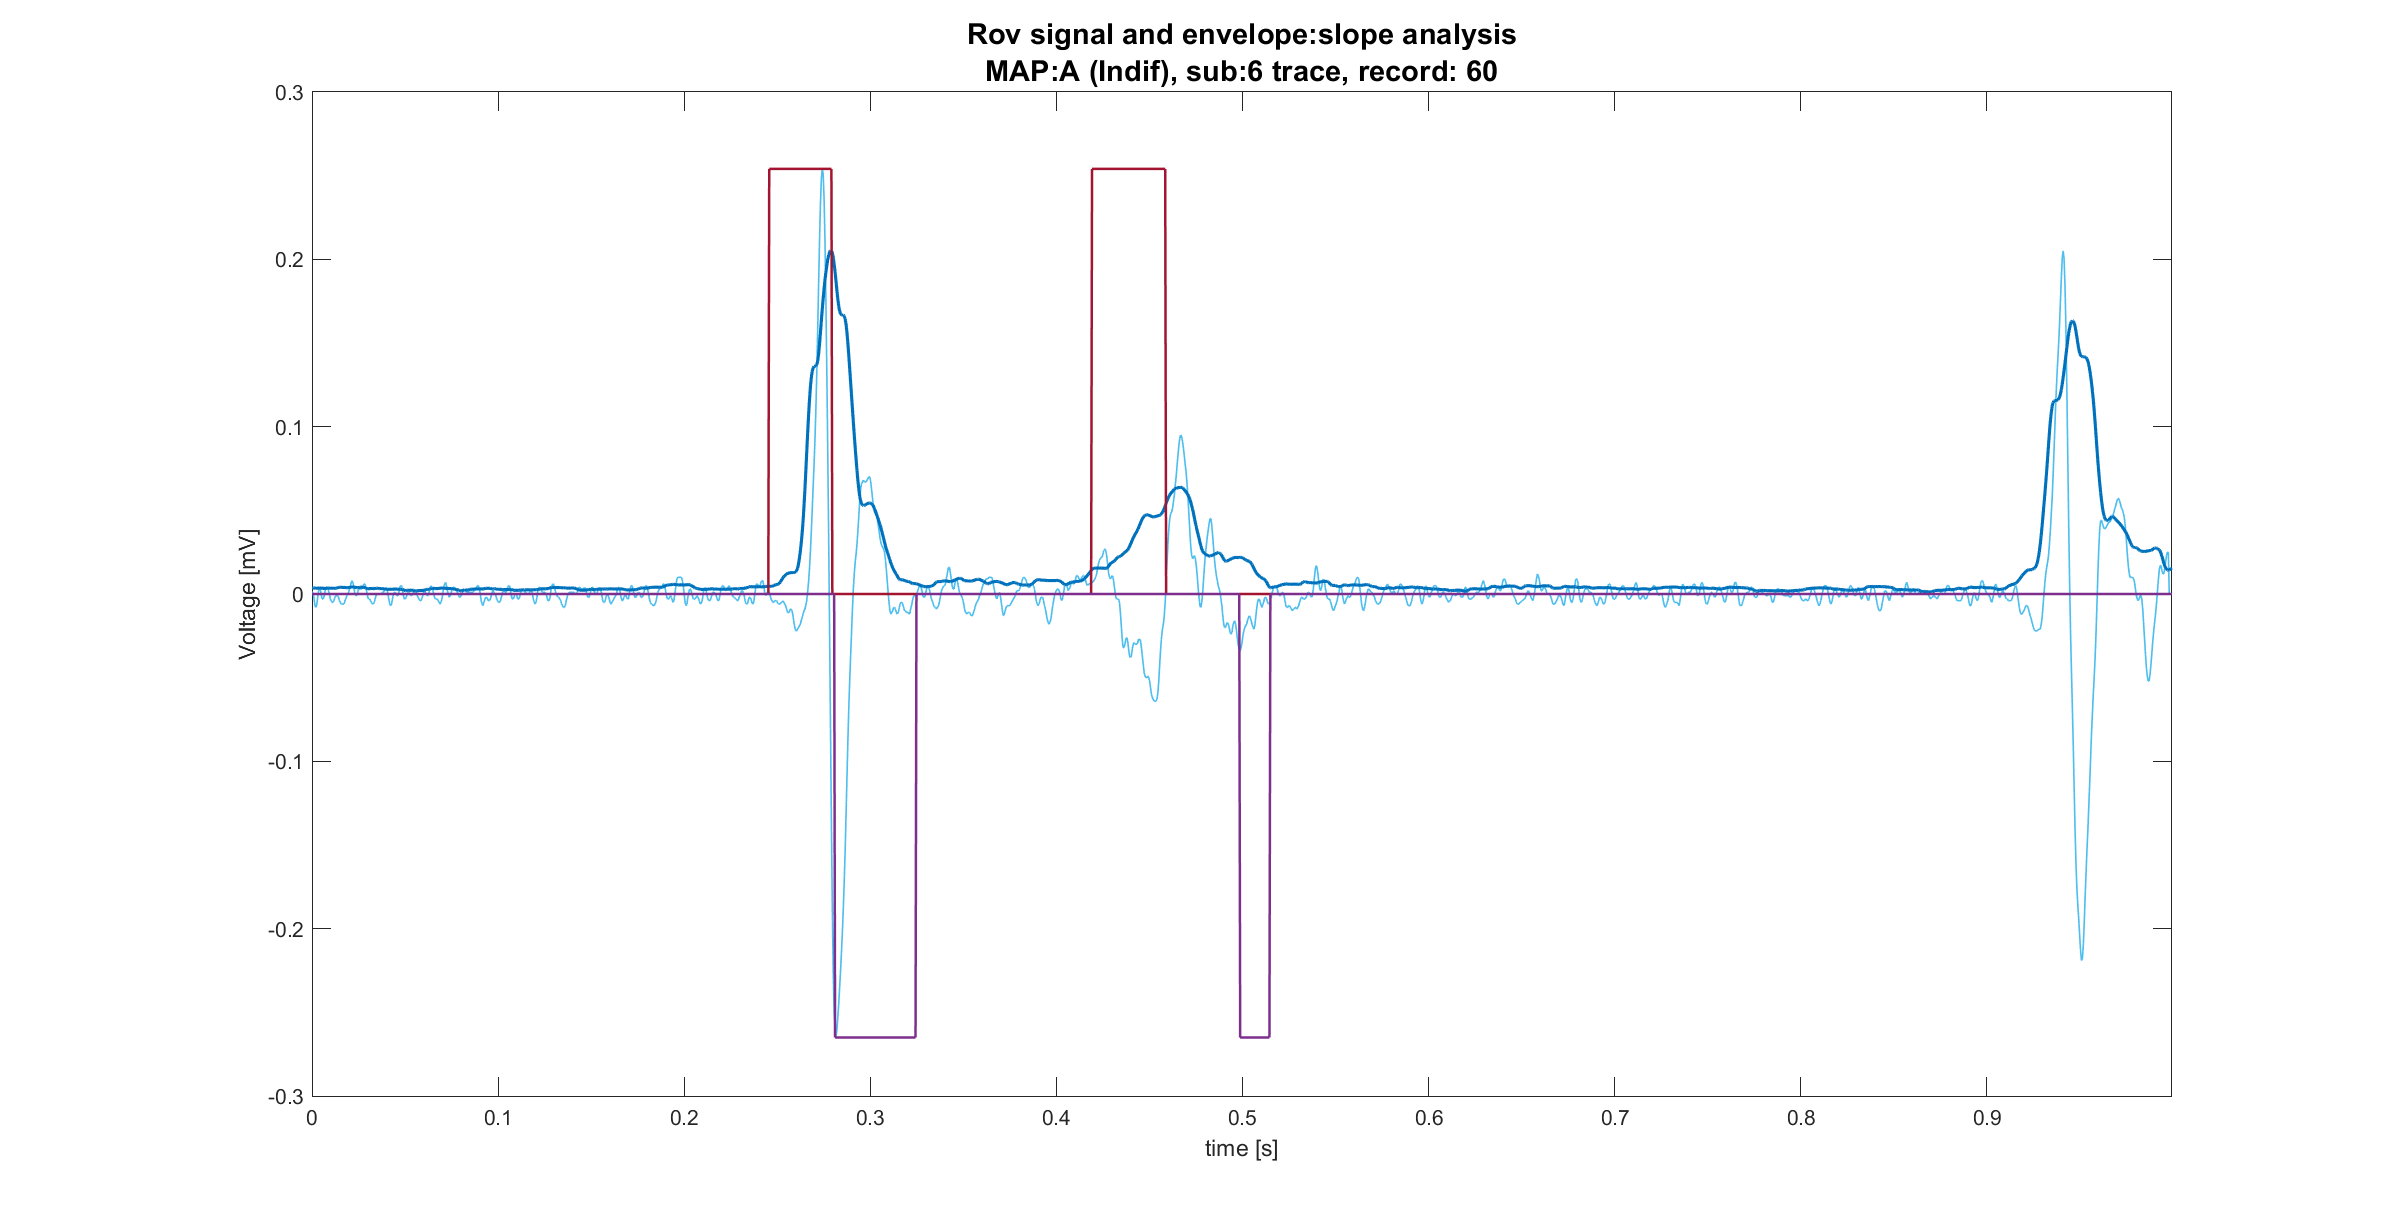 Rov signal and envelope:slope analysis
MAP:A (Indif), sub:6 trace, record: 60
0.3
0.2
0.1
0
-0.1
-0.2
-0.3
Voltage [mV]
0 0.1 0.2 0.3 0.4 0.5 0.6 0.7 0.8 0.9
time [s]